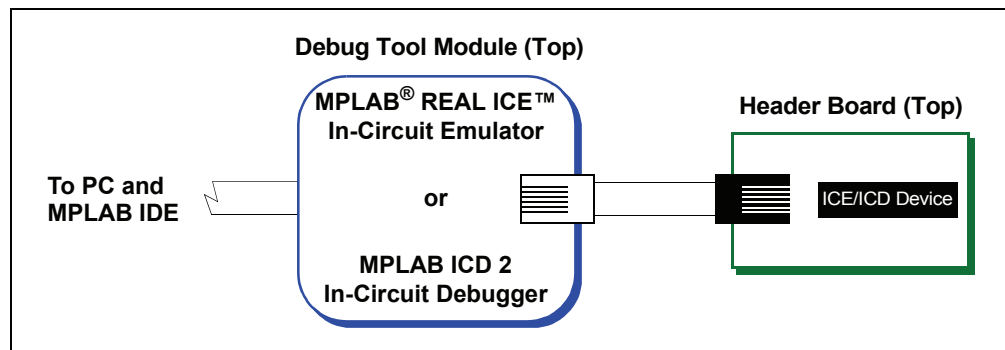 Debug Tool Module (Top)
MPLAB® REAL ICE™
In-Circuit Emulator
Header Board (Top)
To PC and
MPLAB IDE
or
ICE/ICD Device
MPLAB ICD 2
In-Circuit Debugger